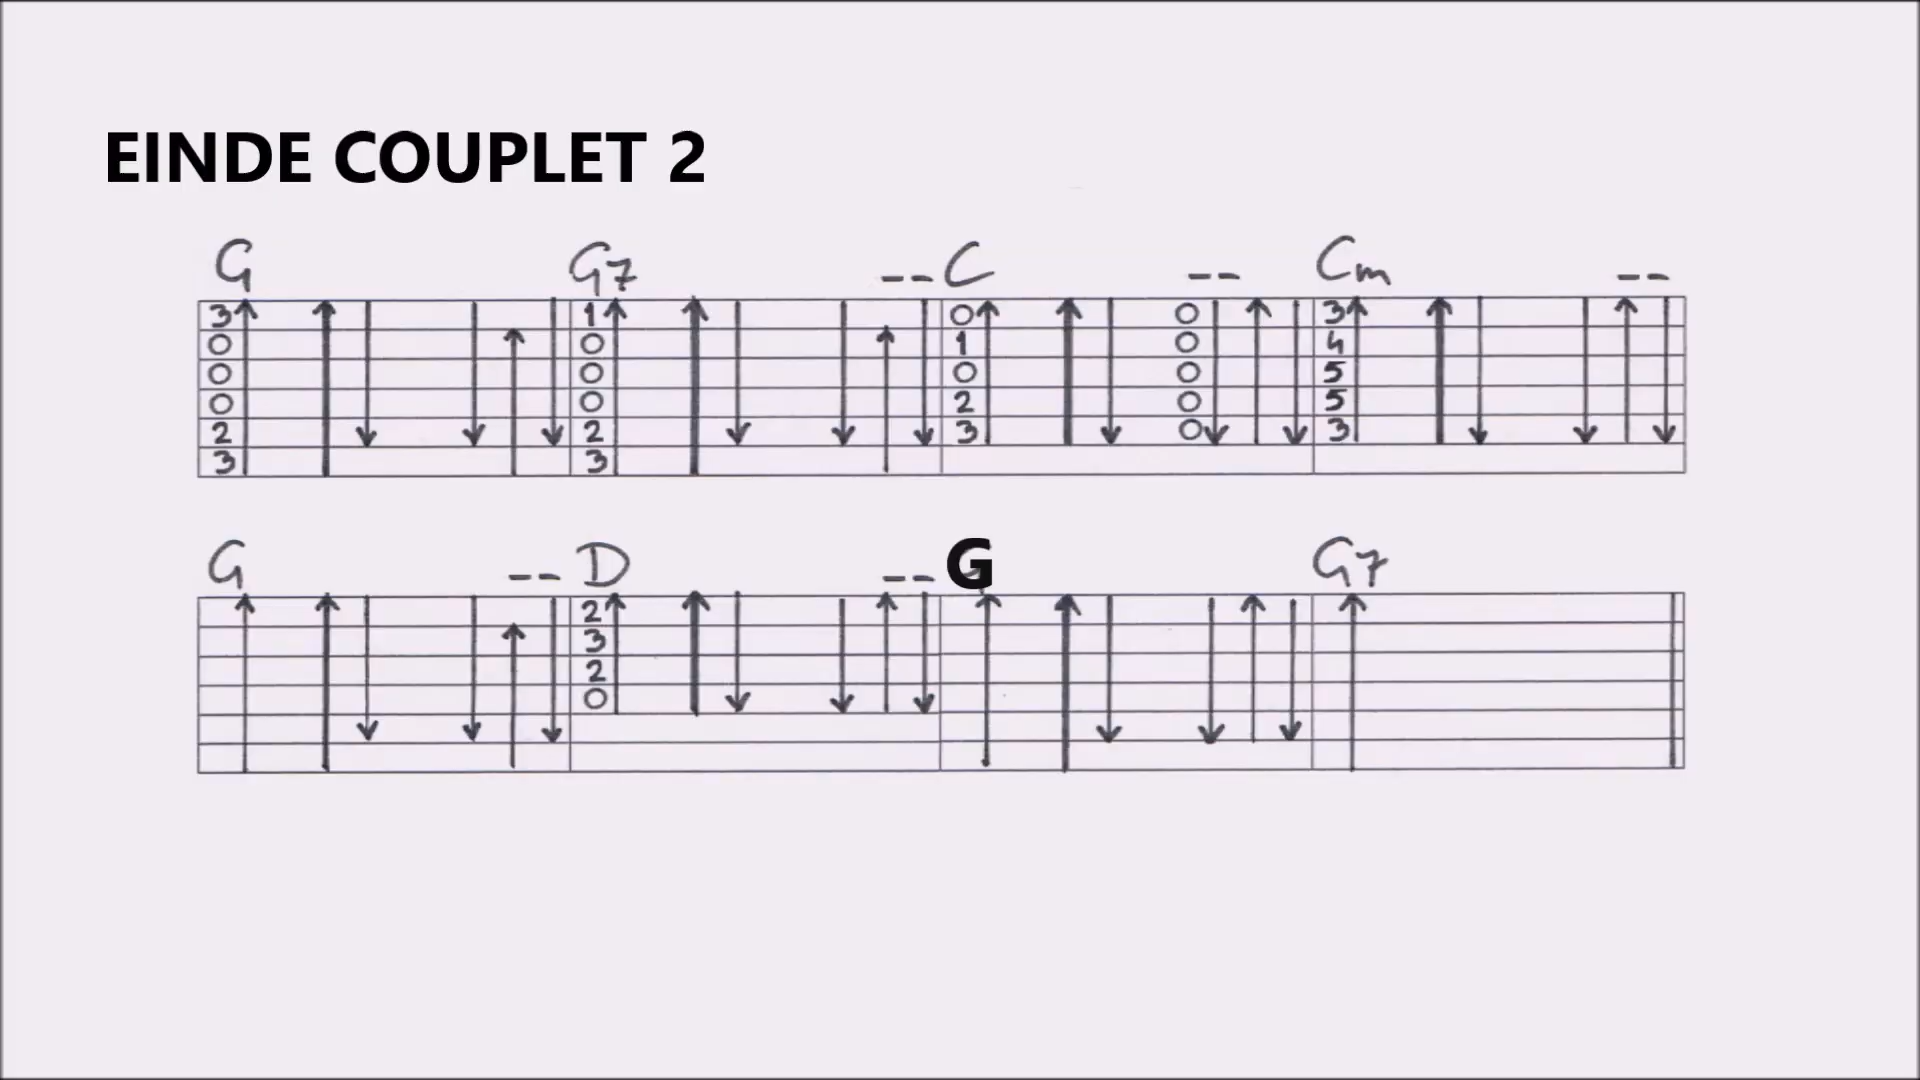 EINDE COUPLET 2
G G7 -- C -- Cm --
3 1 0 0 3
0 0 1 0 4
0 0 0 0 5
0 0 2 0 5
2 2 3 0 3
3 3
G -- D -- G G7
2
3
2
0